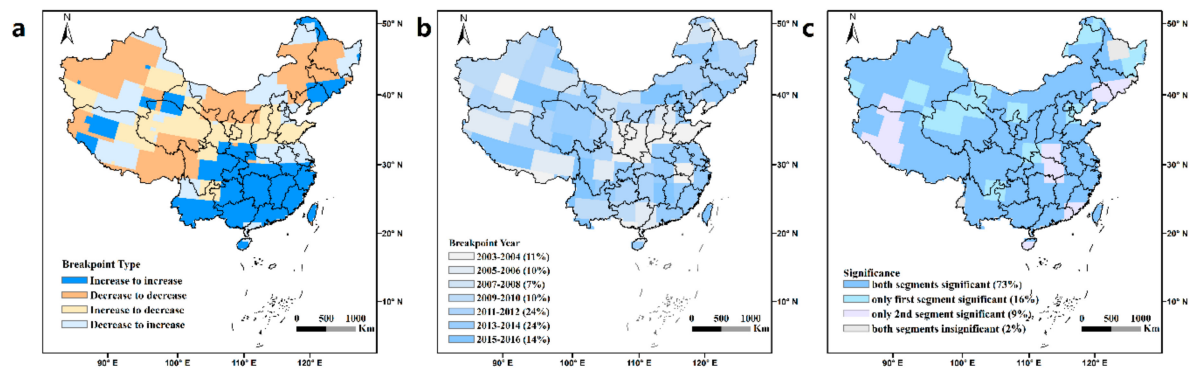 a
N
50° N
40° N
30° N
20° N
10° N
Breakpoint Type
Increase to increase
Decrease to decrease
Increase to decrease
Decrease to increase
0 500 1000
Km
90° E 100° E 110° E 120° E
b
N
50° N
40° N
30° N
20° N
10° N
Breakpoint Year
2003-2004 (11%)
2005-2006 (10%)
2007-2008 (7%)
2009-2010 (10%)
2011-2012 (24%)
2013-2014 (24%)
2015-2016 (14%)
0 500 1000
Km
90° E 100° E 110° E 120° E
c
N
50° N
40° N
30° N
20° N
10° N
Significance
both segments significant (73%)
only first segment significant (16%)
only 2nd segment significant (9%)
both segments insignificant (2%)
0 500 1000
Km
90° E 100° E 110° E 120° E